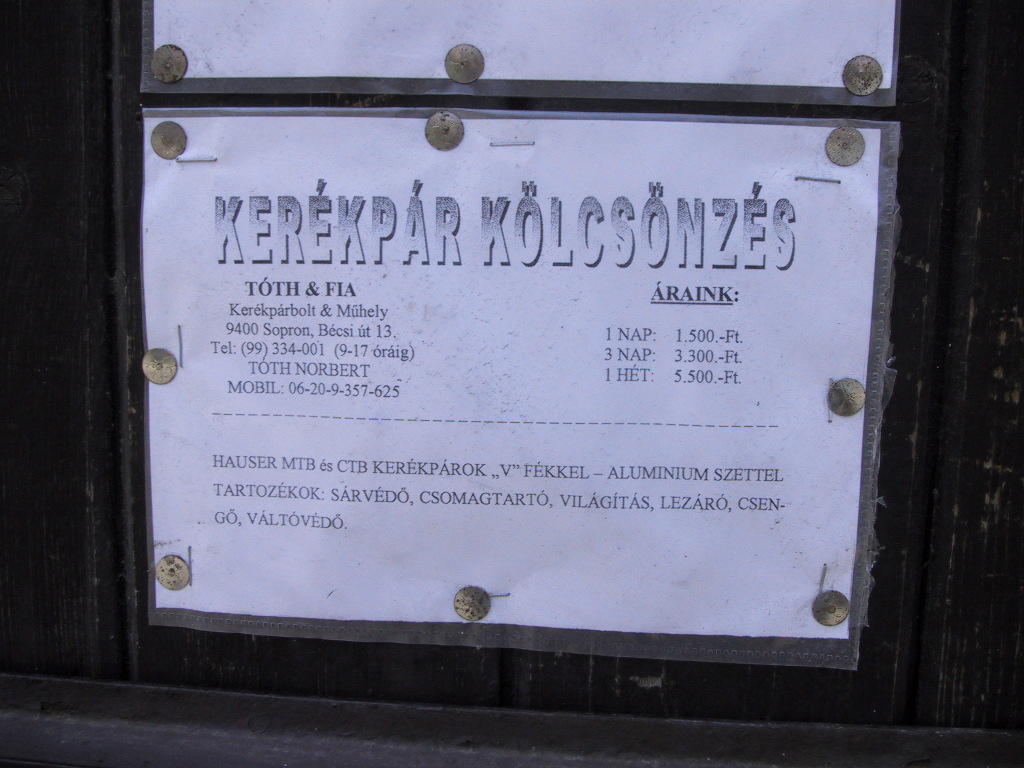 KERÉKPÁR KÖLCSÖNZÉS
TÓTH & FIA
Kerékpárbolt & Műhely
9400 Sopron, Bécsi út 13.
Tel: (99) 334-001 (9-17 óráig)
TÓTH NORBERT
MOBIL: 06-20-9-357-625
ÁRAINK:
1 NAP: 1.500.-Ft.
3 NAP: 3.300.-Ft.
1 HÉT: 5.500.-Ft.
HAUSER MTB és CTB KERÉKPÁROK „V” FÉKKEL – ALUMINIUM SZETTEL
TARTOZÉKOK: SÁRVÉDŐ, CSOMAGTARTÓ, VILÁGÍTÁS, LEZÁRÓ, CSEN-
GŐ, VÁLTÓVÉDŐ.